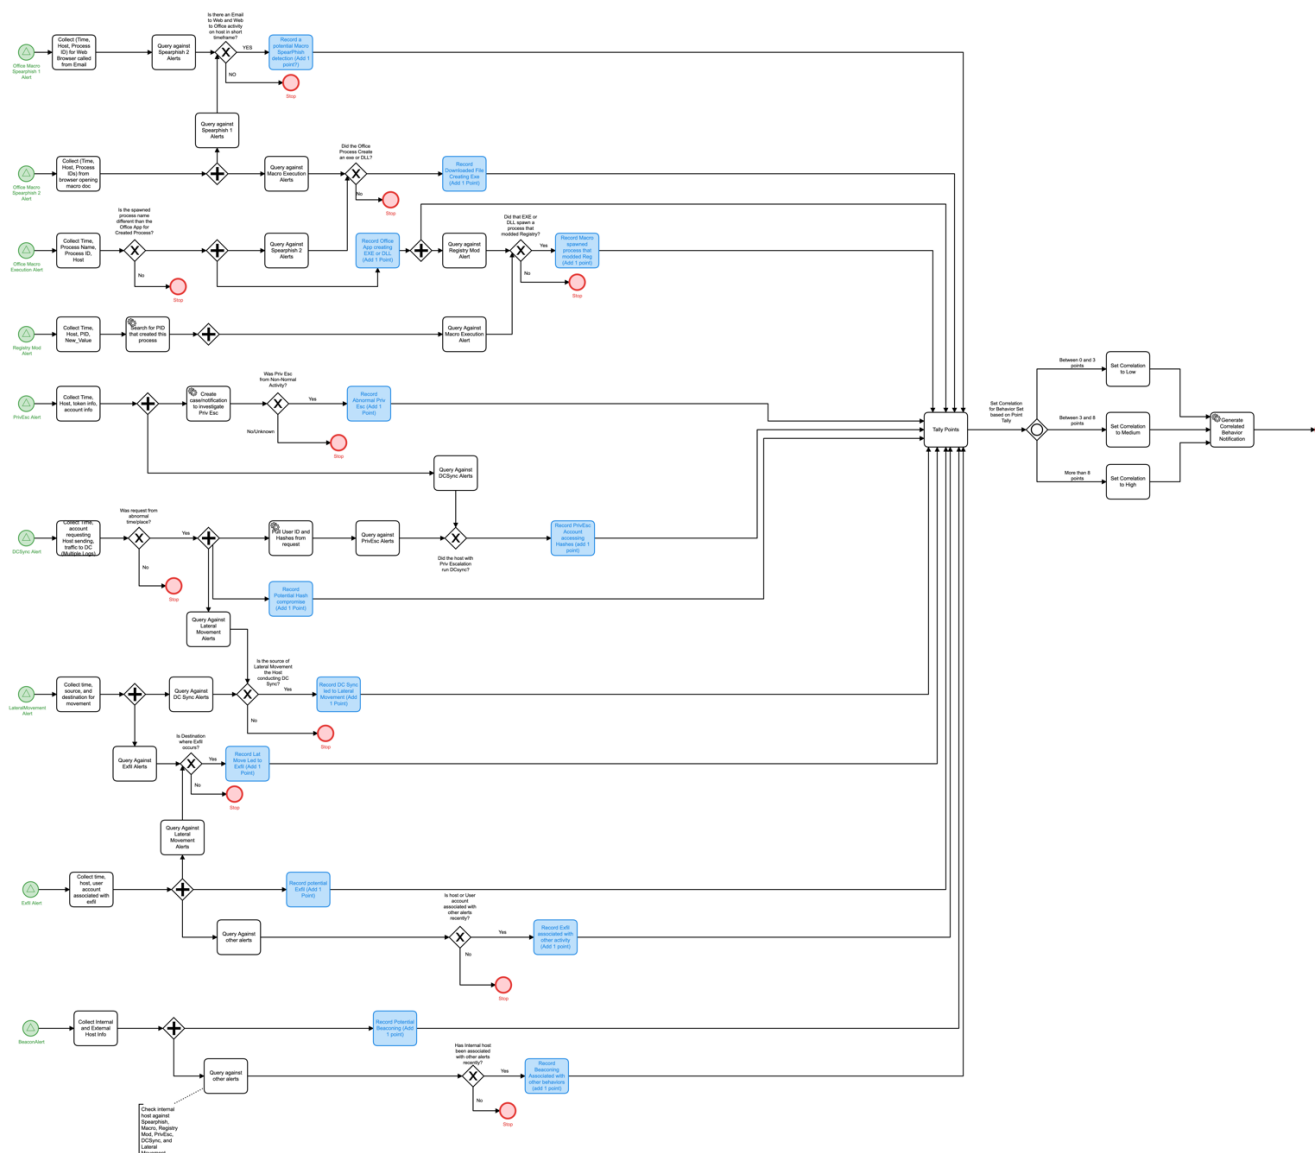 Is there an Email
to Web and Web
to Office activity
on host in short
timeframe?
Office Macro
Spearphish 1
Alert
Collect (Time,
Host, Process
ID) for Web
Browser called
from Email
Query against
Spearphish 2
Alerts
YES
NO
Record a
potential Macro
SpearPhish
detection (Add 1
point?)
Stop
Query against
Spearphish 1
Alerts
Office Macro
Spearphish 2
Alert
Collect (Time,
Host, Process
IDs) from
browser opening
macro doc
Query against
Macro Execution
Alerts
Did the Office
Process Create
an exe or DLL?
No
Stop
Record
Downloaded File
Creating Exe
(Add 1 Point)
Is the spawned
process name
different than the
Office App for
Created Process?
Office Macro
Execution Alert
Collect Time,
Process Name,
Process ID,
Host
No
Stop
Query Against
Spearphish 2
Alerts
Record Office
App creating
EXE or DLL
(Add 1 Point)
Query against
Registry Mod
Alert
Did that EXE or
DLL spawn a
process that
modded Registry?
Yes
No
Stop
Record Macro
spawned
process that
modded Reg
(Add 1 point)
Registry Mod
Alert
Collect Time,
Host, PID,
New_Value
Search for PID
that created this
process
Query Against
Macro Execution
Alert
PrivEsc Alert
Collect Time,
Host, token info,
account info
Create
case/notification
to investigate
Priv Esc
Was Priv Esc
from Non-Normal
Activity?
Yes
No/Unknown
Stop
Record
Abnormal Priv
Esc (Add 1
Point)
Query Against
DCSync Alerts
DCSync Alert
Collect Time,
account
requesting
Host sending,
traffic to DC
(Multiple Logs)
Was request from
abnormal
time/place?
Yes
No
Stop
Pull User ID and
Hashes from
request
Query against
PrivEsc Alerts
Did the host with
Priv Escalation
run DCsync?
Record PrivEsc
Account
accessing
Hashes (add 1
point)
Record
Potential Hash
compromise
(Add 1 Point)
Query Against
Lateral
Movement
Alerts
LateralMovement
Alert
Collect time,
source, and
destination for
movement
Query Against
DC Sync Alerts
Is the source of
Lateral Movement
the Host
conducting DC
Sync?
Yes
No
Stop
Record DC Sync
led to Lateral
Movement (Add
1 Point)
Query Against
Exfil Alerts
Is Destination
where Exfil
occurs?
Yes
No
Stop
Record Lat
Move Led to
Exfil (Add 1
Point)
Query Against
Lateral
Movement
Alerts
Exfil Alert
Collect time,
host, user
account
associated with
exfil
Record potential
Exfil (Add 1
Point)
Query Against
other alerts
Is host or User
account
associated with
other alerts
recently?
Yes
No
Stop
Record Exfil
associated with
other activity
(Add 1 point)
BeaconAlert
Collect Internal
and External
Host Info
Record Potential
Beaconing (Add
1 point)
Query against
other alerts
Has Internal host
been associated
with other alerts
recently?
Yes
No
Stop
Record
Beaconing
Associated with
other behaviors
(add 1 point)
Check internal
host against
Spearphish,
Macro, Registry
Mod, PrivEsc,
DCSync, and
Lateral
Movement
Tally Points
Set Correlation
for Behavior Set
based on Point
Tally
Between 0 and 3
points
Set Correlation
to Low
Between 3 and 6
points
Set Correlation
to Medium
More than 6
points
Set Correlation
to High
Generate
Correlated
Behavior
Notification